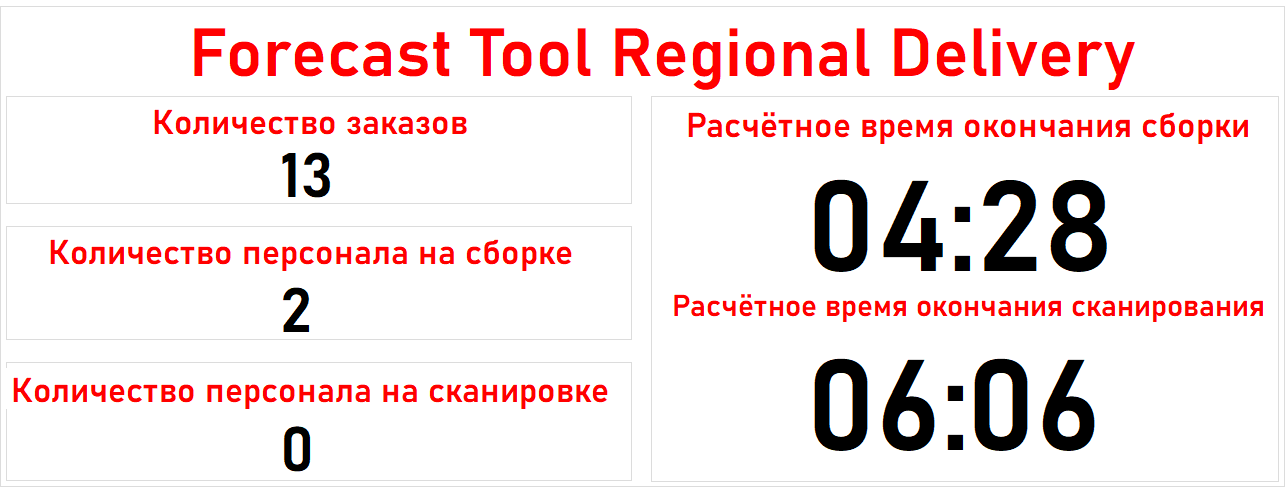 Forecast Tool Regional Delivery
Количество заказов
13
Количество персонала на сборке
2
Количество персонала на сканировке
0
Расчётное время окончания сборки
04:28
Расчётное время окончания сканирования
06:06